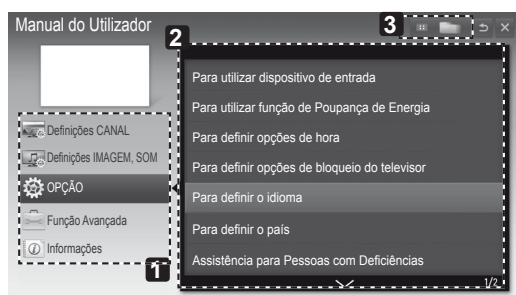 Manual do Utilizador
2
3
Para utilizar dispositivo de entrada
Para utilizar função de Poupança de Energia
Para definir opções de hora
Para definir opções de bloqueio do televisor
Para definir o idioma
Para definir o país
Assistência para Pessoas com Deficiências
1/2
Definições CANAL
Definições IMAGEM, SOM
OPÇÃO
Função Avançada
Informações
1